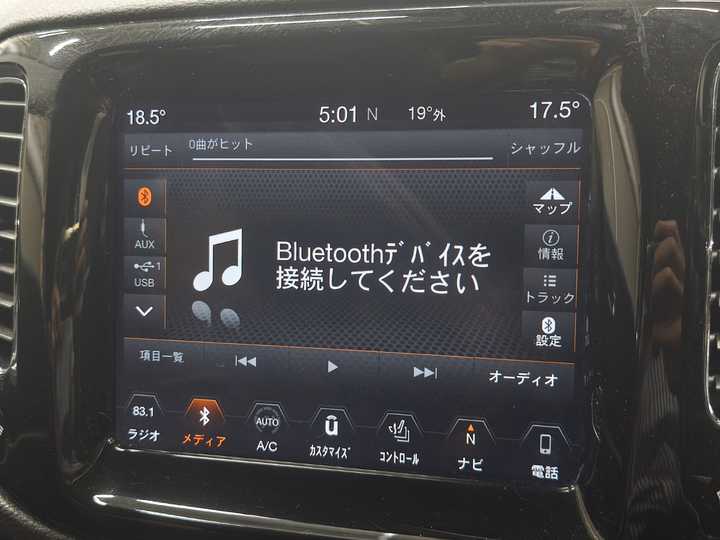 18.5° 5:01 N 19°外 17.5°
リピート 0曲がヒット シャッフル
AUX
1
USB
Bluetoothデバイスを
接続してください
マップ
情報
トラック
設定
項目一覧 オーディオ
83.1
ラジオ
メディア
AUTO
A/C
u
カスタマイズ
コントロール
N
ナビ
電話